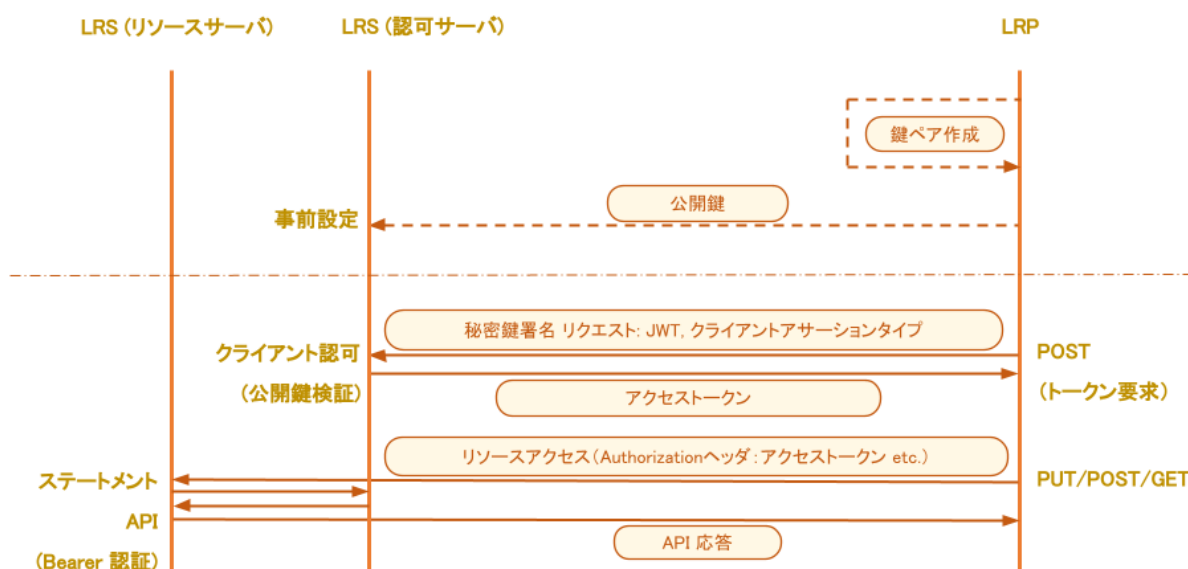 LRS (リソースサーバ)
LRS (認可サーバ)
LRP
鍵ペア作成
公開鍵
事前設定
秘密鍵署名 リクエスト: JWT, クライアントアサーションタイプ
クライアント認可
POST
(公開鍵検証)
アクセストークン
(トークン要求)
リソースアクセス（Authorizationヘッダ：アクセストークン etc.）
ステートメント
PUT/POST/GET
API
API 応答
(Bearer 認証)